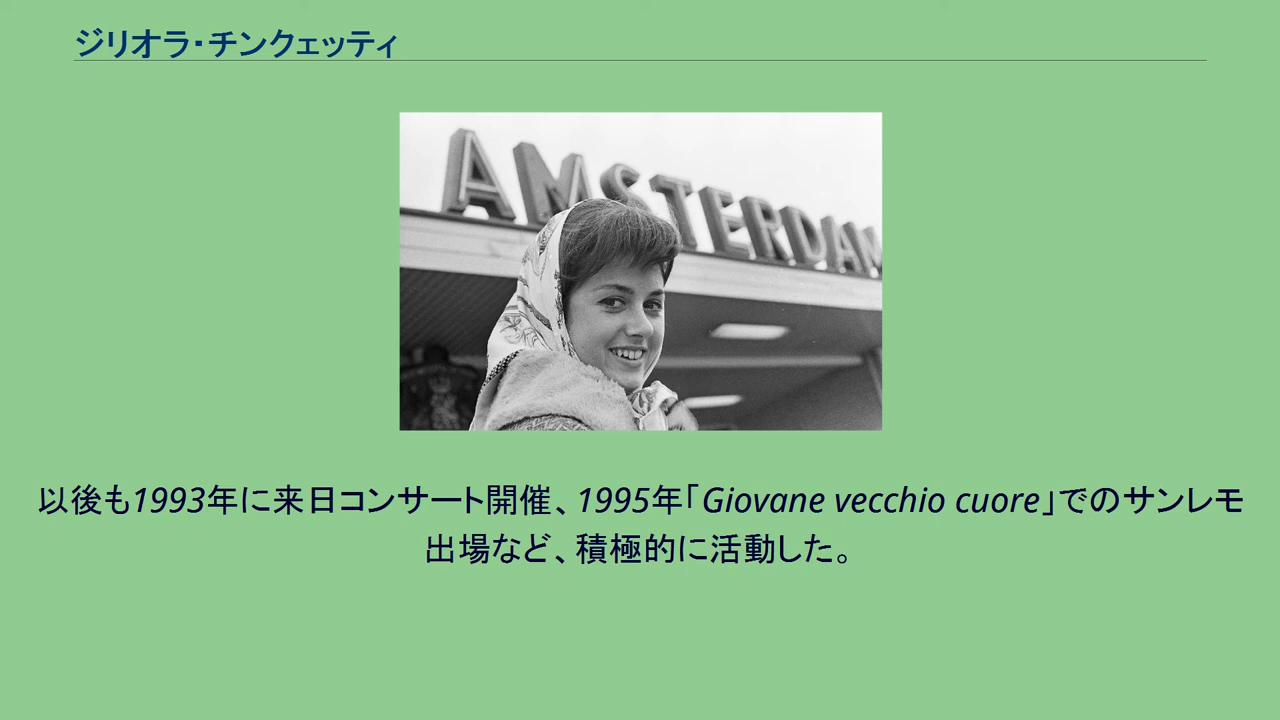 ジリオラ・チンクェッティ
AMSTERDAM
以後も1993年に来日コンサート開催、1995年「Giovane vecchio cuore」でのサンレモ
出場など、積極的に活動した。